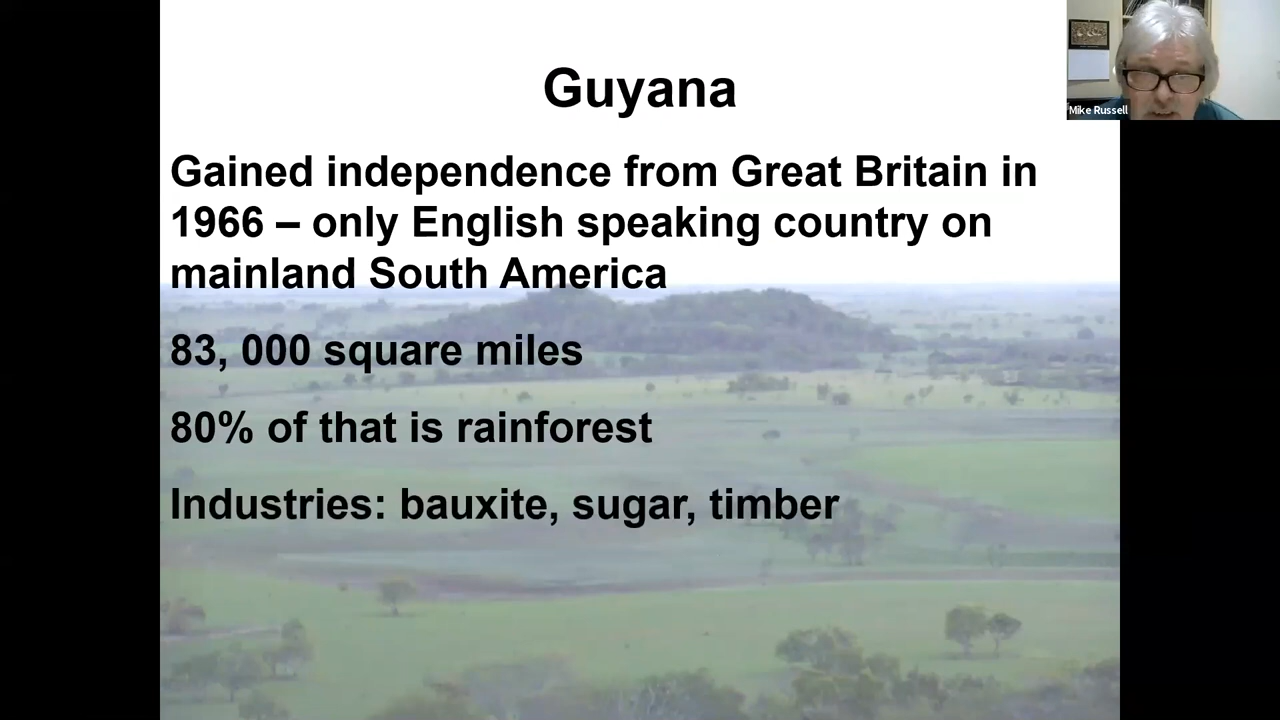 Guyana
Mike Russell
Gained independence from Great Britain in
1966 – only English speaking country on
mainland South America
83, 000 square miles
80% of that is rainforest
Industries: bauxite, sugar, timber